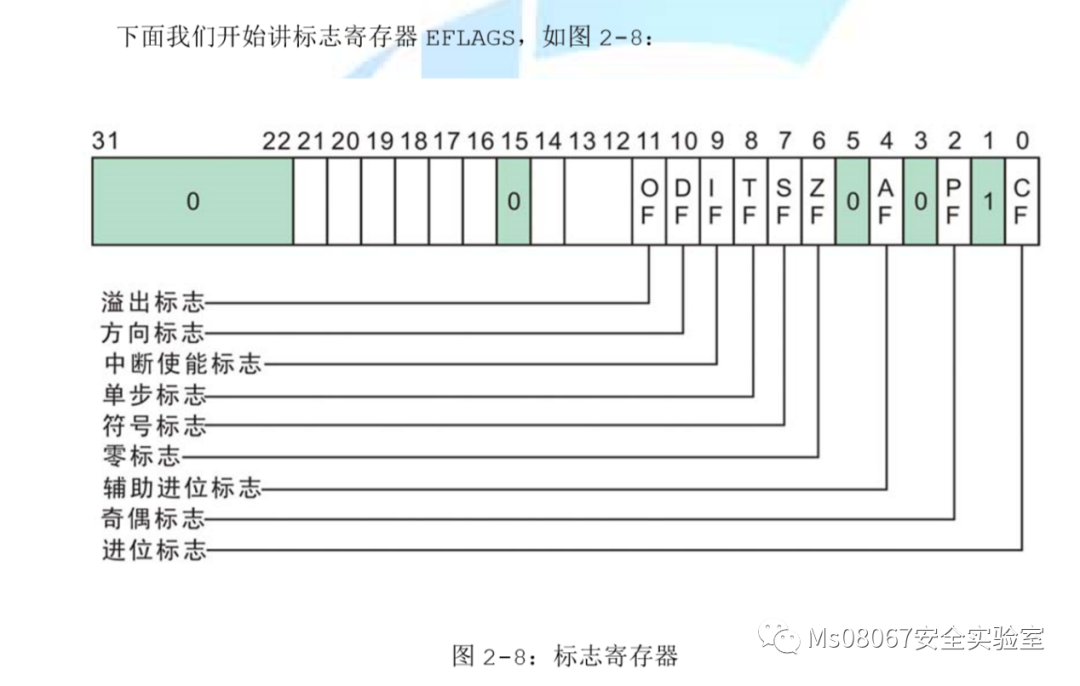 下面我们开始讲标志寄存器 EFLAGS，如图 2-8：
31 22 21 20 19 18 17 16 15 14 13 12 11 10 9 8 7 6 5 4 3 2 1 0
0 0 OF DF IF TF SF ZF 0 AF 0 PF 1 CF
溢出标志
方向标志
中断使能标志
单步标志
符号标志
零标志
辅助进位标志
奇偶标志
进位标志
Ms08067安全实验室
图 2-8：标志寄存器